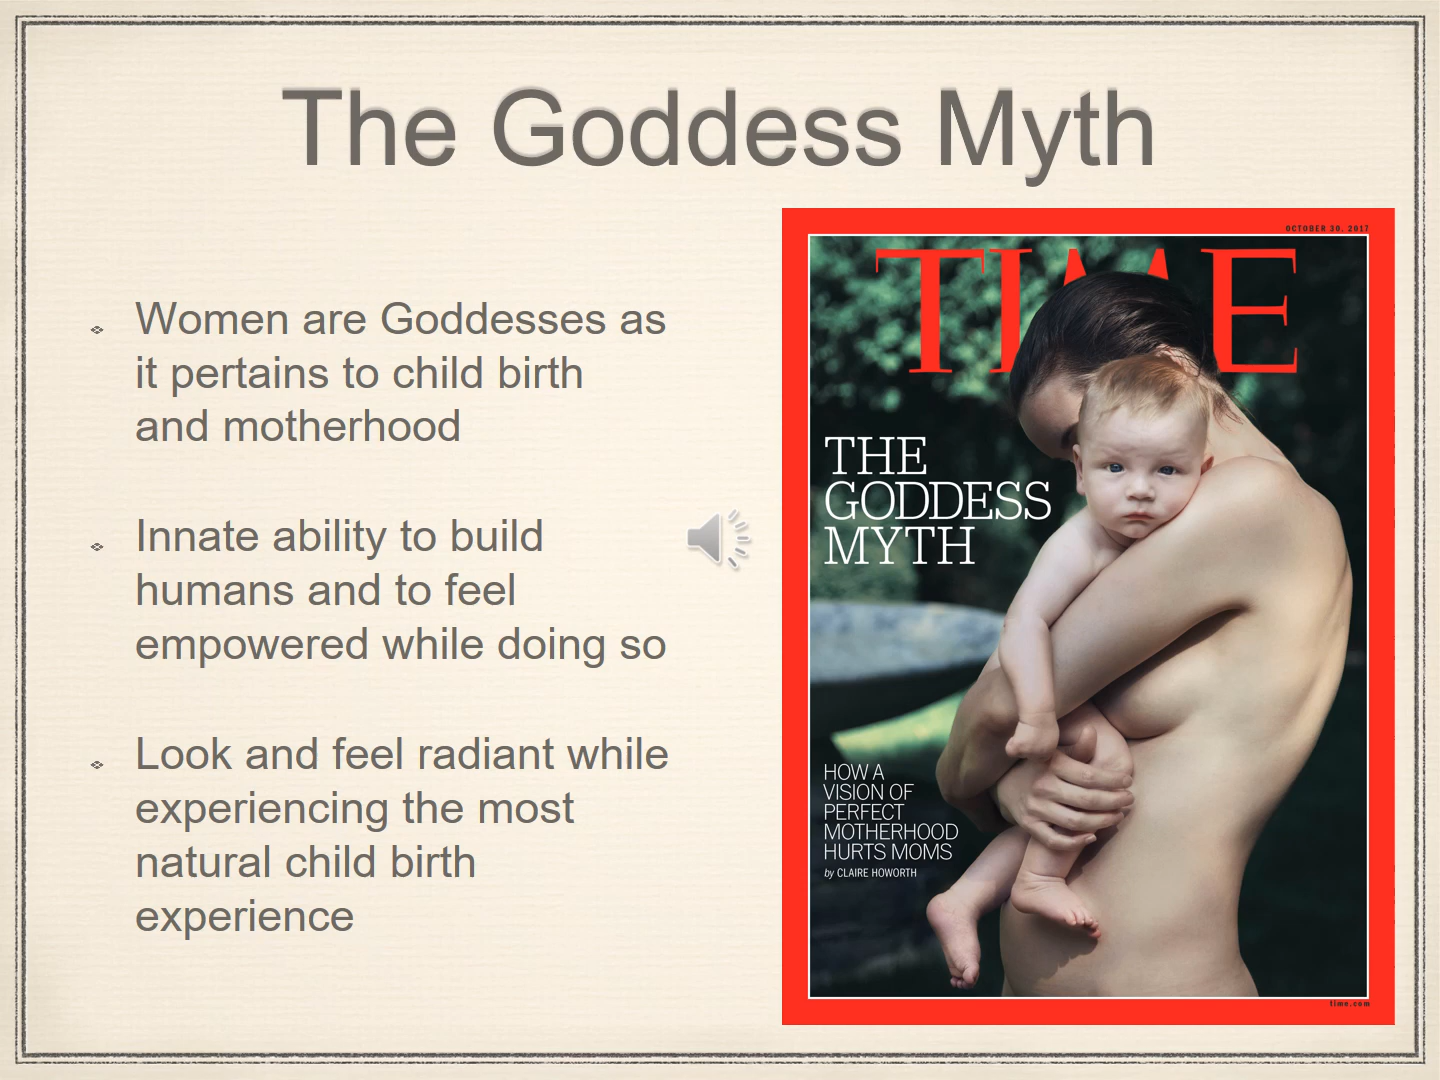 The Goddess Myth
Women are Goddesses as
it pertains to child birth
and motherhood
Innate ability to build
humans and to feel
empowered while doing so
Look and feel radiant while
experiencing the most
natural child birth
experience
OCTOBER 30, 2017
TIME
THE
GODDESS
MYTH
HOW A
VISION OF
PERFECT
MOTHERHOOD
HURTS MOMS
by CLAIRE HOWORTH
time.com